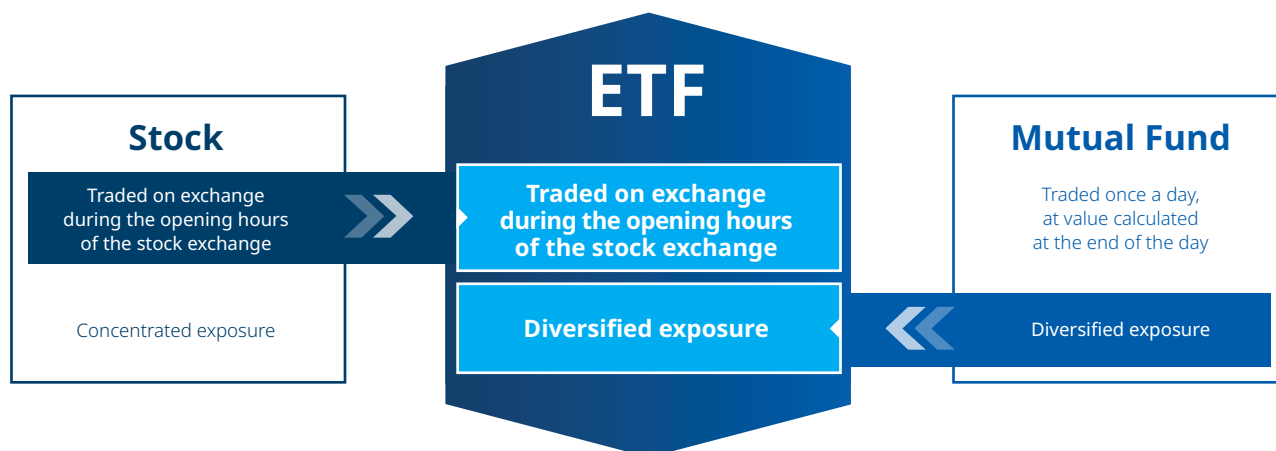 Stock
Traded on exchange
during the opening hours
of the stock exchange
Concentrated exposure
ETF
Traded on exchange
during the opening hours
of the stock exchange
Diversified exposure
Mutual Fund
Traded once a day,
at value calculated
at the end of the day
Diversified exposure